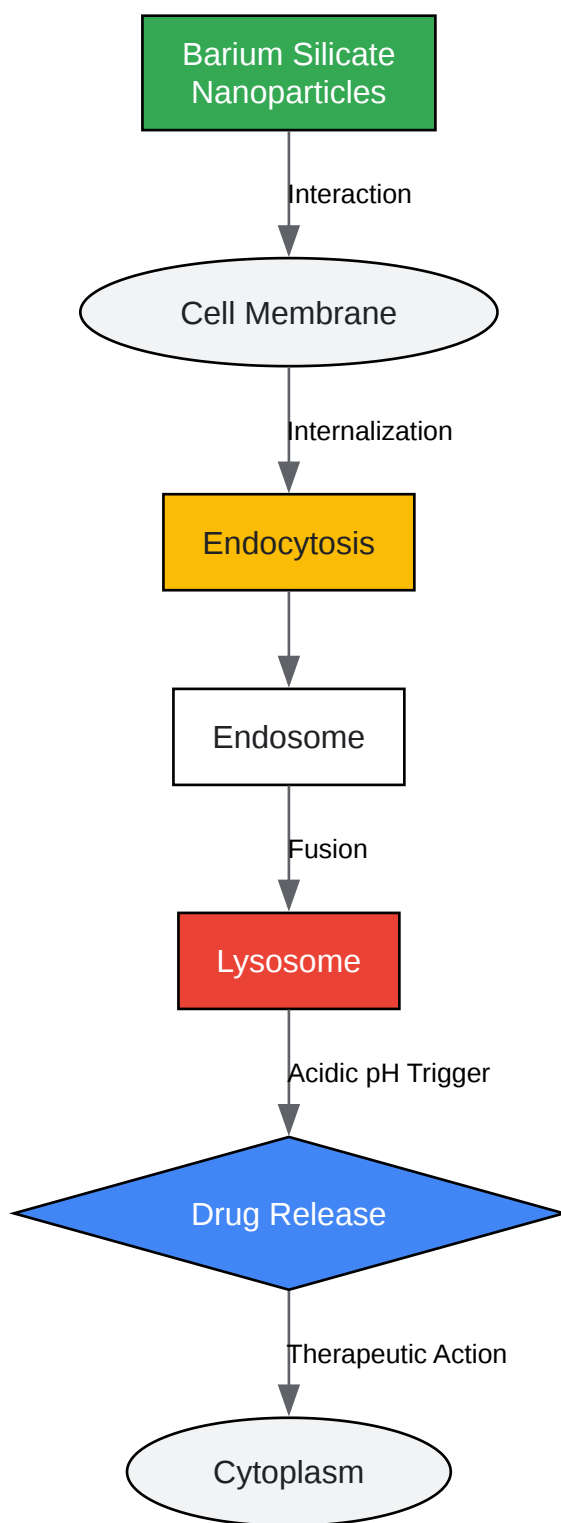 Barium Silicate
Nanoparticles
Interaction
Cell Membrane
Internalization
Endocytosis
Endosome
Fusion
Lysosome
Acidic pH Trigger
Drug Release
Therapeutic Action
Cytoplasm